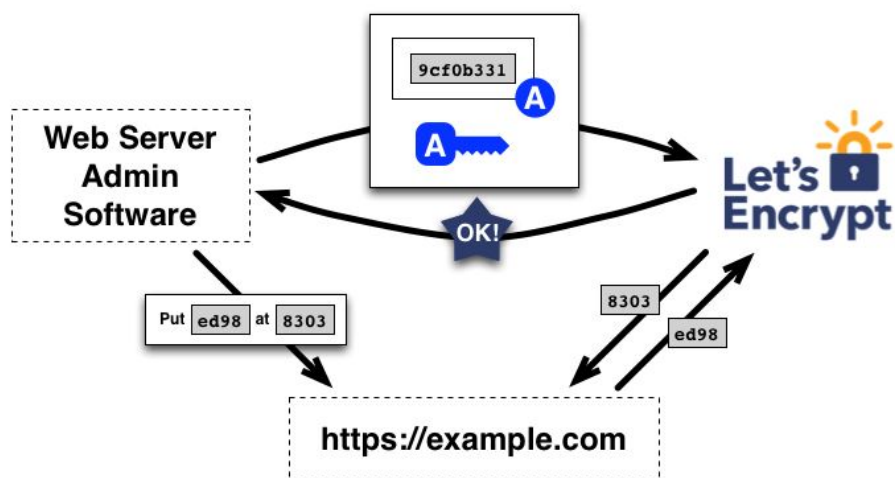 9cf0b331
A
A
Web Server
Admin
Software
Let's
Encrypt
OK!
Put ed98 at 8303
8303
ed98
https://example.com